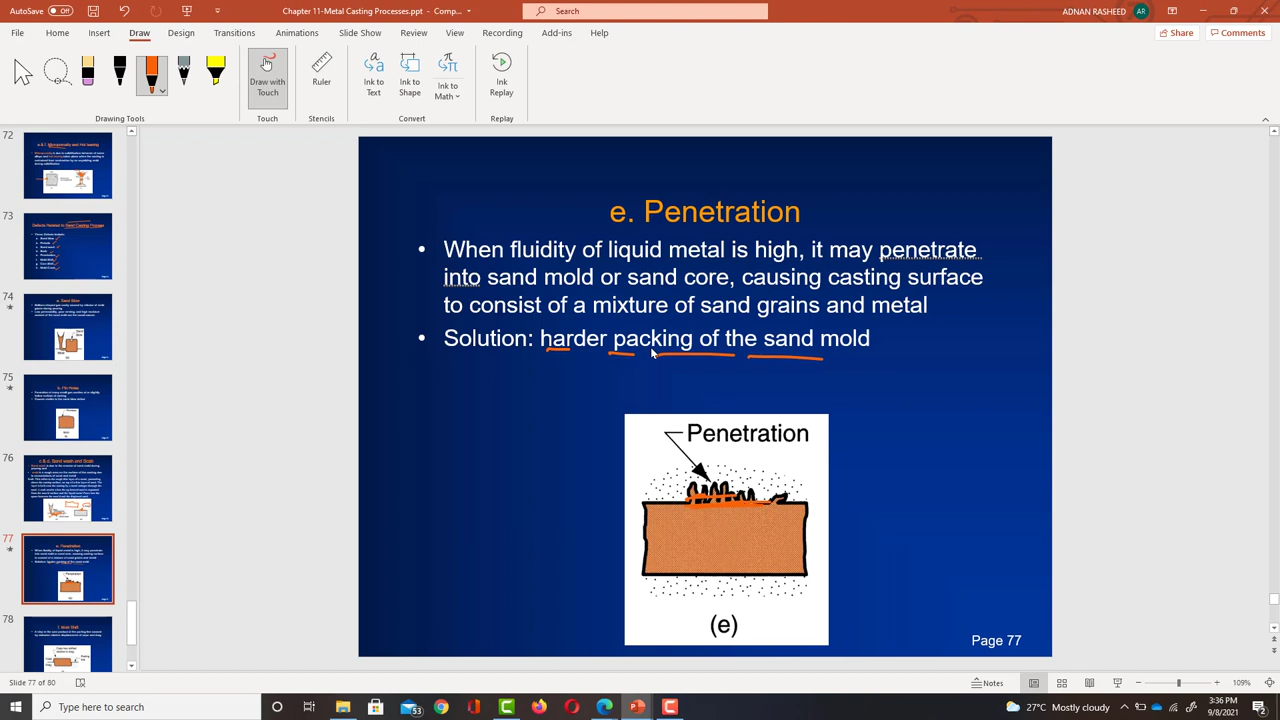 AutoSave Off
Chapter 11-Metal Casting Processes.pp... - Comp...
Search
ADNAN RASHEED AR
File Home Insert Draw Design Transitions Animations Slide Show Review View Recording Add-ins Help
Share Comments
Draw with Touch
Ruler
Ink to Text
Ink to Shape
Ink to Math
Ink Replay
Drawing Tools Touch Stencils Convert Replay
72
73
74
75
76
77
78
e. Penetration
• When fluidity of liquid metal is high, it may penetrate
into sand mold or sand core, causing casting surface
to consist of a mixture of sand grains and metal
• Solution: harder packing of the sand mold
Penetration
(e)
Page 77
Slide 77 of 80
Notes
109%
Type here to search
53
27°C Mostly cloudy
3:36 PM
9/8/2021